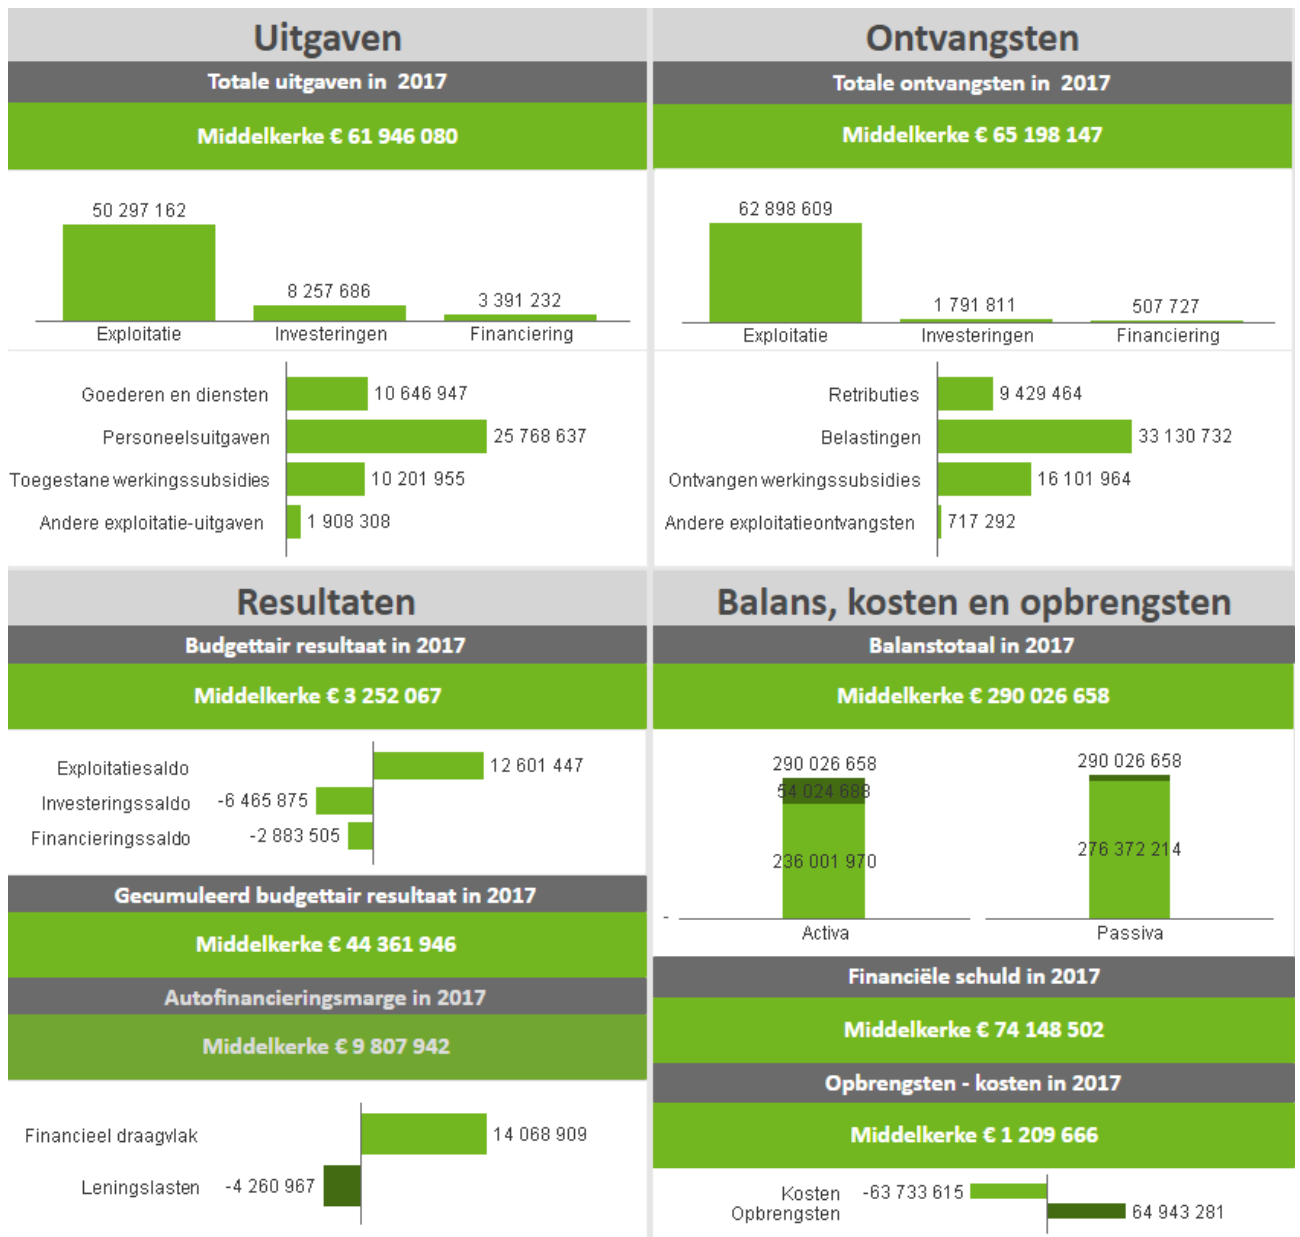 Uitgaven
Totale uitgaven in 2017
Middelkerke € 61 946 080
50 297 162
8 257 686
3 391 232
Exploitatie
Investeringen
Financiering
Goederen en diensten
10 646 947
Personeelsuitgaven
25 768 637
Toegestane werkingssubsidies
10 201 955
Andere exploitatie-uitgaven
1 908 308
Ontvangsten
Totale ontvangsten in 2017
Middelkerke € 65 198 147
62 898 609
1 791 811
507 727
Exploitatie
Investeringen
Financiering
Retributies
9 429 464
Belastingen
33 130 732
Ontvangen werkingssubsidies
16 101 964
Andere exploitatieontvangsten
717 292
Resultaten
Budgettair resultaat in 2017
Middelkerke € 3 252 067
Exploitatiesaldo
12 601 447
Investeringssaldo
-6 465 875
Financieringssaldo
-2 883 505
Gecumuleerd budgettair resultaat in 2017
Middelkerke € 44 361 946
Autofinancieringsmarge in 2017
Middelkerke € 9 807 942
Financieel draagvlak
14 068 909
Leningslasten
-4 260 967
Balans, kosten en opbrengsten
Balanstotaal in 2017
Middelkerke € 290 026 658
290 026 658
54 024 688
236 001 970
290 026 658
276 372 214
-
Activa
Passiva
Financiële schuld in 2017
Middelkerke € 74 148 502
Opbrengsten - kosten in 2017
Middelkerke € 1 209 666
Kosten
-63 733 615
Opbrengsten
64 943 281